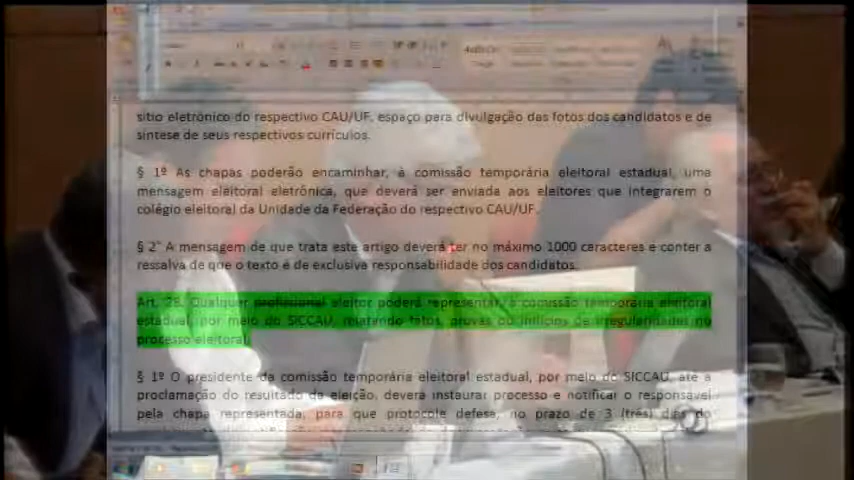 sítio eletrônico do respectivo CAU/UF, espaço para divulgação das fotos dos candidatos e de
síntese de seus respectivos currículos.
§ 1º As chapas poderão encaminhar, à comissão temporária eleitoral estadual, uma
mensagem eleitoral eletrônica, que deverá ser enviada aos eleitores que integrarem o
colégio eleitoral da Unidade da Federação do respectivo CAU/UF.
§ 2° A mensagem de que trata este artigo deverá ter no máximo 1000 caracteres e conter a
ressalva de que o texto é de exclusiva responsabilidade dos candidatos.
Art. Qualquer profissional eleitor poderá representar, à comissão temporária eleitoral
estadual, por meio do SICCAU, relatando fatos, provas ou indícios de irregularidades no
processo eleitoral.
§ 1º O presidente da comissão temporária eleitoral estadual, por meio do SICCAU, até a
proclamação do resultado da eleição, deverá instaurar processo e notificar o responsável
pela chapa representada, para que protocole defesa, no prazo de 3 (três) dias do